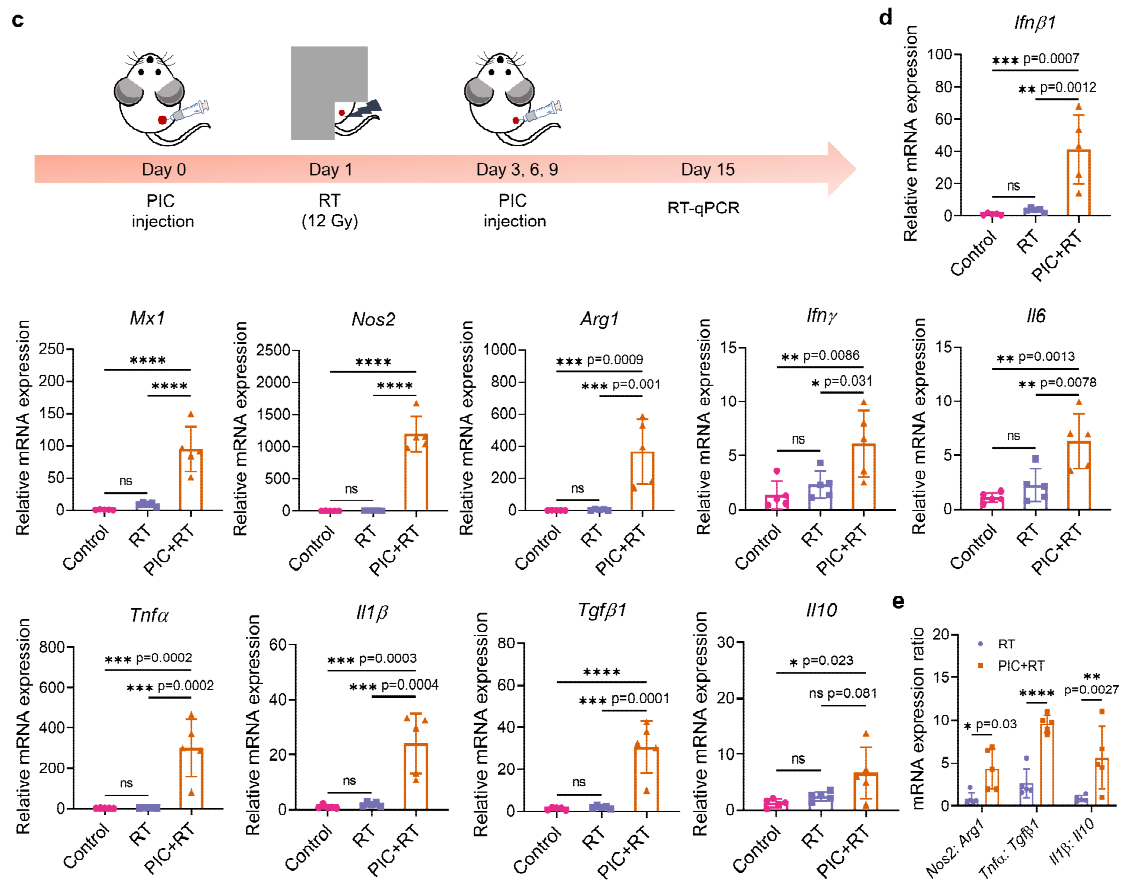 c
Day 0
Day 1
Day 3, 6, 9
Day 15
PIC
injection
RT
(12 Gy)
PIC
injection
RT-qPCR
d
Ifnβ1
Relative mRNA expression
100
80
60
40
20
0
*** p=0.0007
** p=0.0012
ns
Control
RT
PIC+RT
Mx1
Relative mRNA expression
250
200
150
100
50
0
****
****
ns
Control
RT
PIC+RT
Nos2
Relative mRNA expression
2500
2000
1500
1000
500
0
****
****
ns
Control
RT
PIC+RT
Arg1
Relative mRNA expression
1000
800
600
400
200
0
*** p=0.0009
*** p=0.001
ns
Control
RT
PIC+RT
Ifnγ
Relative mRNA expression
15
10
5
0
** p=0.0086
* p=0.031
ns
Control
RT
PIC+RT
Il6
Relative mRNA expression
15
10
5
0
** p=0.0013
** p=0.0078
ns
Control
RT
PIC+RT
Tnfα
Relative mRNA expression
800
600
400
200
0
*** p=0.0002
*** p=0.0002
ns
Control
RT
PIC+RT
Il1β
Relative mRNA expression
60
40
20
0
*** p=0.0003
*** p=0.0004
ns
Control
RT
PIC+RT
Tgfβ1
Relative mRNA expression
80
60
40
20
0
****
*** p=0.0001
ns
Control
RT
PIC+RT
Il10
Relative mRNA expression
30
20
10
0
* p=0.023
ns p=0.081
ns
Control
RT
PIC+RT
e
mRNA expression ratio
20
15
10
5
0
RT
PIC+RT
* p=0.03
****
**
p=0.0027
Nos2: Arg1
Tnfα: Tgfβ1
Il1β: Il10